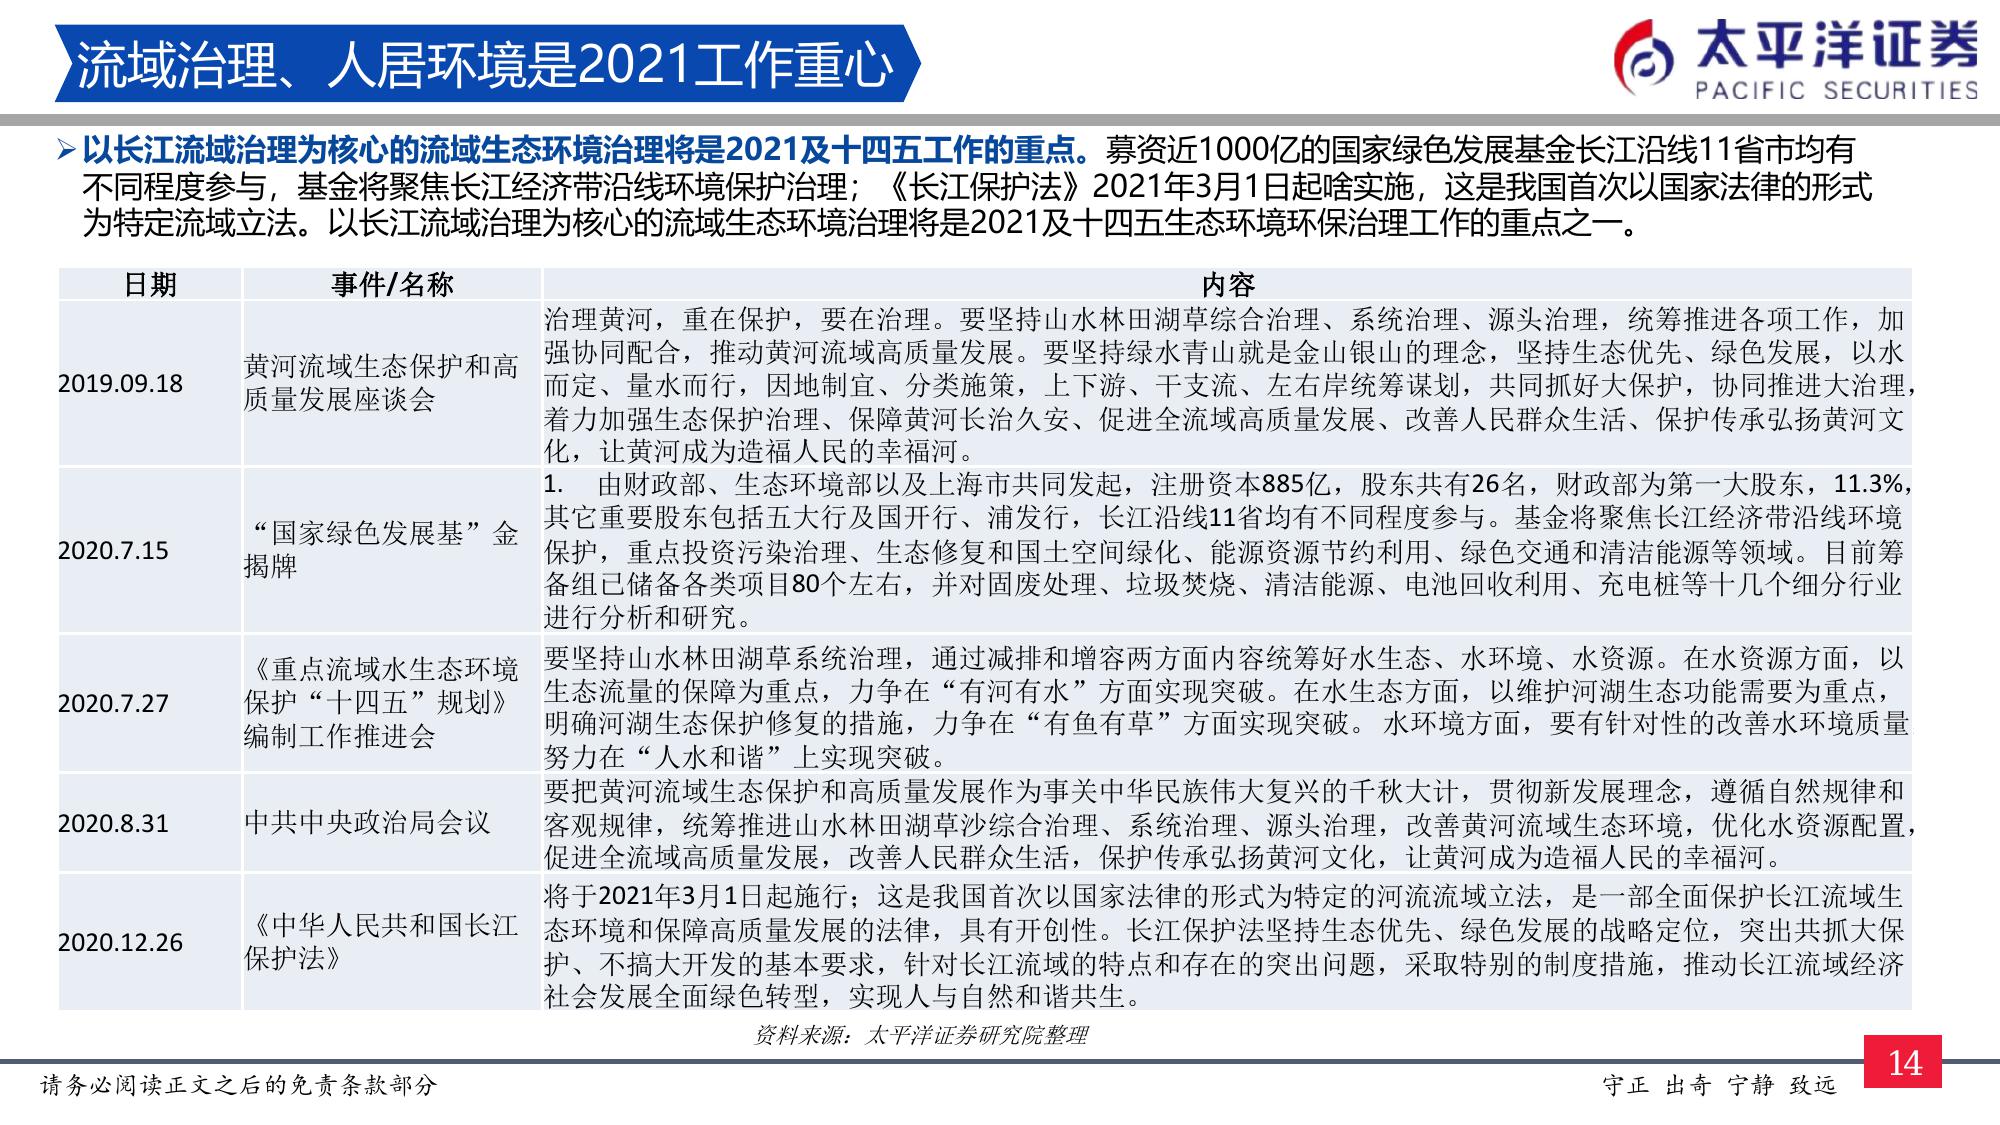 流域治理、人居环境是2021工作重心
太平洋证券
PACIFIC SECURITIES
➢以长江流域治理为核心的流域生态环境治理将是2021及十四五工作的重点。募资近1000亿的国家绿色发展基金长江沿线11省市均有
不同程度参与，基金将聚焦长江经济带沿线环境保护治理；《长江保护法》2021年3月1日起啥实施，这是我国首次以国家法律的形式
为特定流域立法。以长江流域治理为核心的流域生态环境治理将是2021及十四五生态环境环保治理工作的重点之一。
日期 事件/名称 内容
2019.09.18
黄河流域生态保护和高
质量发展座谈会
治理黄河，重在保护，要在治理。要坚持山水林田湖草综合治理、系统治理、源头治理，统筹推进各项工作，加
强协同配合，推动黄河流域高质量发展。要坚持绿水青山就是金山银山的理念，坚持生态优先、绿色发展，以水
而定、量水而行，因地制宜、分类施策，上下游、干支流、左右岸统筹谋划，共同抓好大保护，协同推进大治理，
着力加强生态保护治理、保障黄河长治久安、促进全流域高质量发展、改善人民群众生活、保护传承弘扬黄河文
化，让黄河成为造福人民的幸福河。
2020.7.15
“国家绿色发展基”金
揭牌
1. 由财政部、生态环境部以及上海市共同发起，注册资本885亿，股东共有26名，财政部为第一大股东，11.3%，
其它重要股东包括五大行及国开行、浦发行，长江沿线11省均有不同程度参与。基金将聚焦长江经济带沿线环境
保护，重点投资污染治理、生态修复和国土空间绿化、能源资源节约利用、绿色交通和清洁能源等领域。目前筹
备组已储备各类项目80个左右，并对固废处理、垃圾焚烧、清洁能源、电池回收利用、充电桩等十几个细分行业
进行分析和研究。
2020.7.27
《重点流域水生态环境
保护“十四五”规划》
编制工作推进会
要坚持山水林田湖草系统治理，通过减排和增容两方面内容统筹好水生态、水环境、水资源。在水资源方面，以
生态流量的保障为重点，力争在“有河有水”方面实现突破。在水生态方面，以维护河湖生态功能需要为重点，
明确河湖生态保护修复的措施，力争在“有鱼有草”方面实现突破。 水环境方面，要有针对性的改善水环境质量
努力在“人水和谐”上实现突破。
2020.8.31
中共中央政治局会议
要把黄河流域生态保护和高质量发展作为事关中华民族伟大复兴的千秋大计，贯彻新发展理念，遵循自然规律和
客观规律，统筹推进山水林田湖草沙综合治理、系统治理、源头治理，改善黄河流域生态环境，优化水资源配置，
促进全流域高质量发展，改善人民群众生活，保护传承弘扬黄河文化，让黄河成为造福人民的幸福河。
2020.12.26
《中华人民共和国长江
保护法》
将于2021年3月1日起施行；这是我国首次以国家法律的形式为特定的河流流域立法，是一部全面保护长江流域生
态环境和保障高质量发展的法律，具有开创性。长江保护法坚持生态优先、绿色发展的战略定位，突出共抓大保
护、不搞大开发的基本要求，针对长江流域的特点和存在的突出问题，采取特别的制度措施，推动长江流域经济
社会发展全面绿色转型，实现人与自然和谐共生。
资料来源：太平洋证券研究院整理
请务必阅读正文之后的免责条款部分
守正 出奇 宁静 致远
14